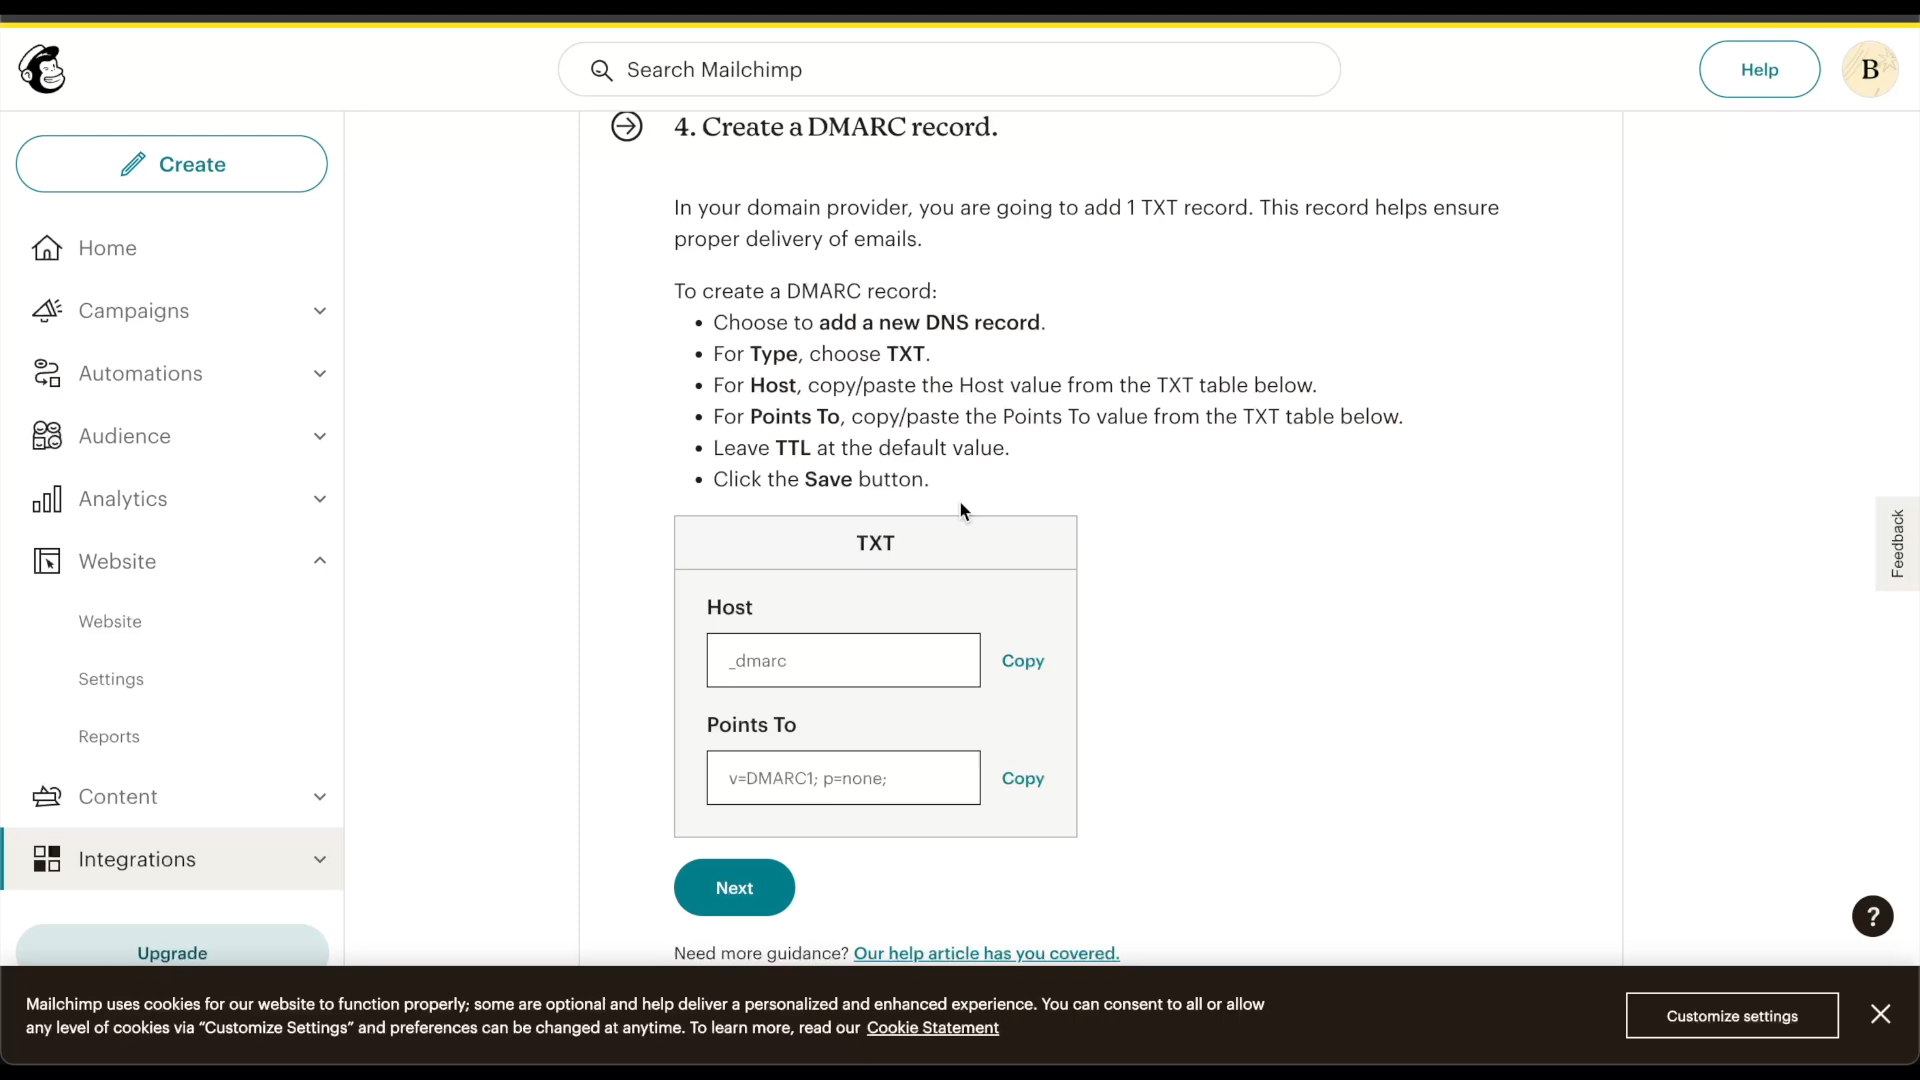 Search Mailchimp
Help
B
Create
Home
Campaigns
Automations
Audience
Analytics
Website
Website
Settings
Reports
Content
Integrations
Upgrade
4. Create a DMARC record.
In your domain provider, you are going to add 1 TXT record. This record helps ensure
proper delivery of emails.
To create a DMARC record:
• Choose to add a new DNS record.
• For Type, choose TXT.
• For Host, copy/paste the Host value from the TXT table below.
• For Points To, copy/paste the Points To value from the TXT table below.
• Leave TTL at the default value.
• Click the Save button.
TXT
Host
_dmarc
Copy
Points To
v=DMARC1; p=none;
Copy
Next
Need more guidance? Our help article has you covered.
Feedback
?
Mailchimp uses cookies for our website to function properly; some are optional and help deliver a personalized and enhanced experience. You can consent to all or allow
any level of cookies via “Customize Settings” and preferences can be changed at anytime. To learn more, read our Cookie Statement
Customize settings